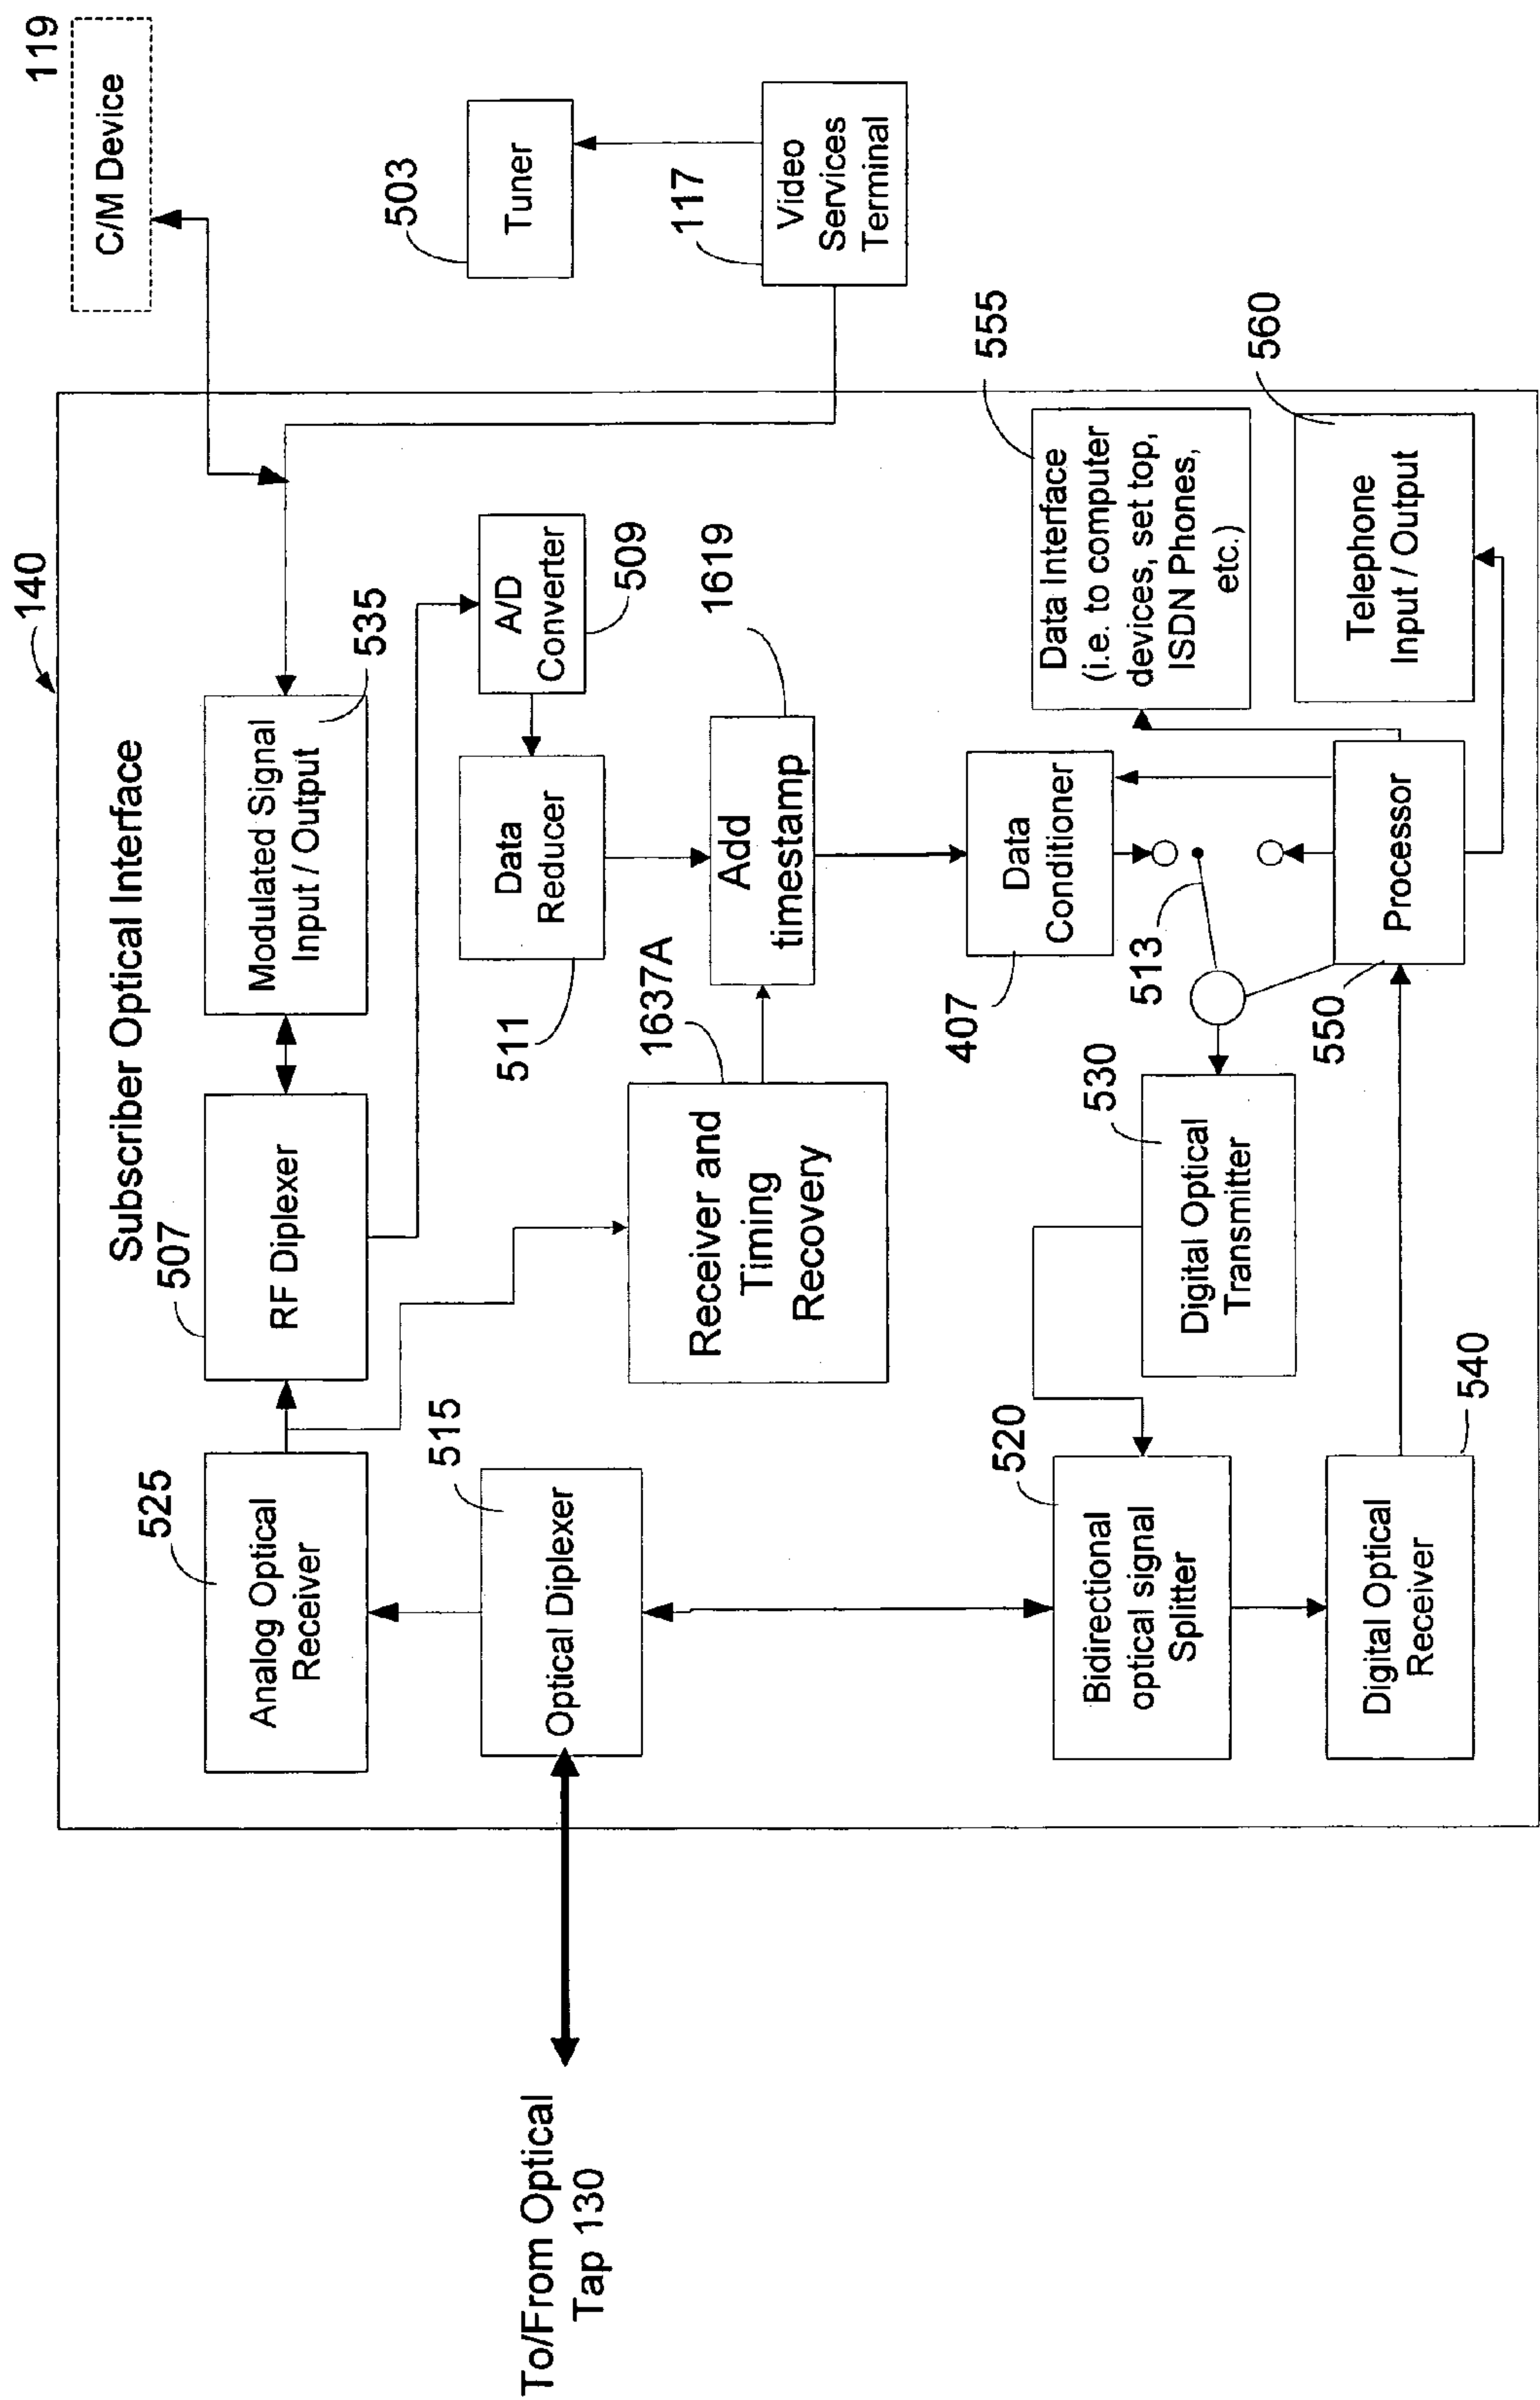 140
119
Subscriber Optical Interface
C/M Device
525
Analog Optical
Receiver
507
RF Diplexer
Modulated Signal
Input / Output
535
503
Tuner
515
Optical Diplexer
To/From Optical
Tap 130
511
Data
Reducer
A/D
Converter
509
1637A
Receiver and
Timing
Recovery
Add
timestamp
1619
117
Video
Services
Terminal
407
Data
Conditioner
513
555
Data Interface
(i.e. to computer
devices, set top,
ISDN Phones,
etc.)
520
Bidirectional
optical signal
Splitter
530
Digital Optical
Transmitter
560
Telephone
Input / Output
Digital Optical
Receiver
540
550
Processor